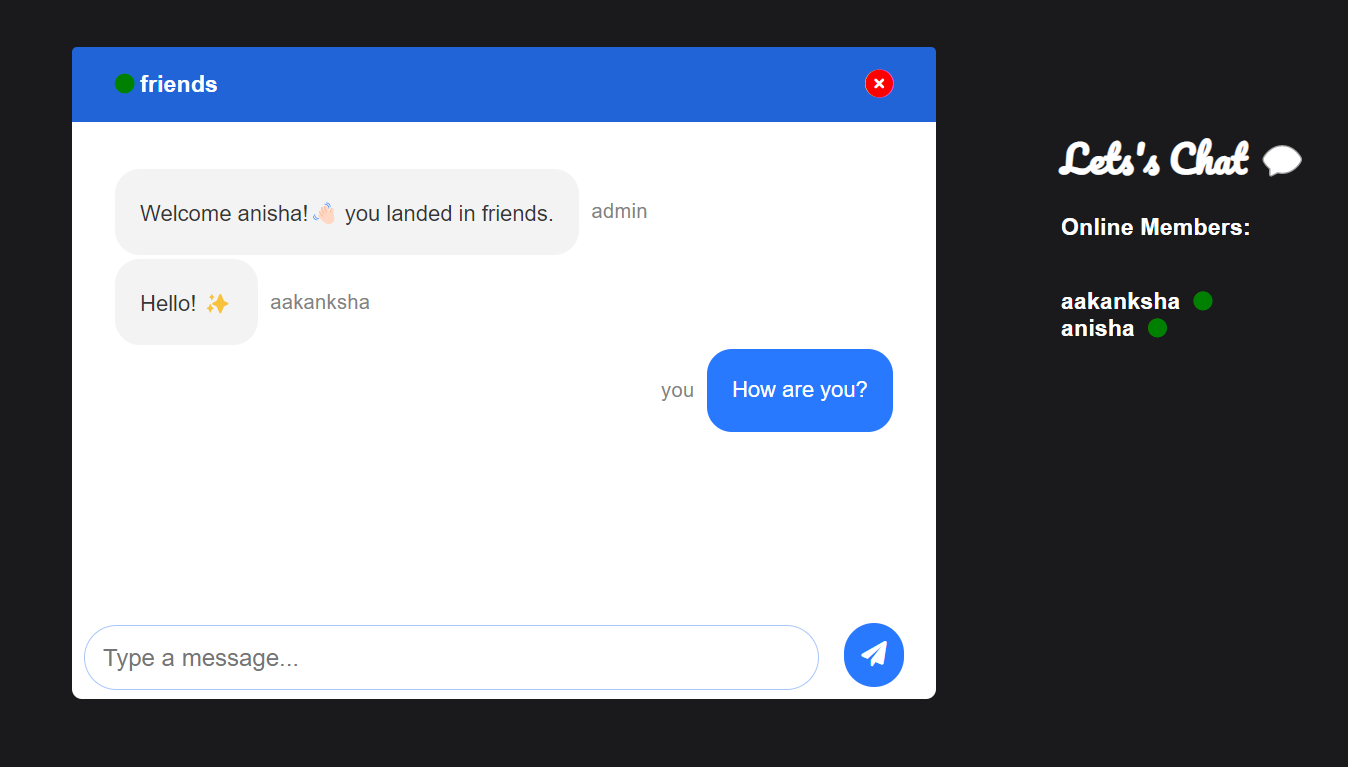 friends
Welcome anisha! 👋🏻 you landed in friends.
admin
Hello! ✨
aakanksha
you
How are you?
Type a message...
Lets's Chat 💬
Online Members:
aakanksha
anisha